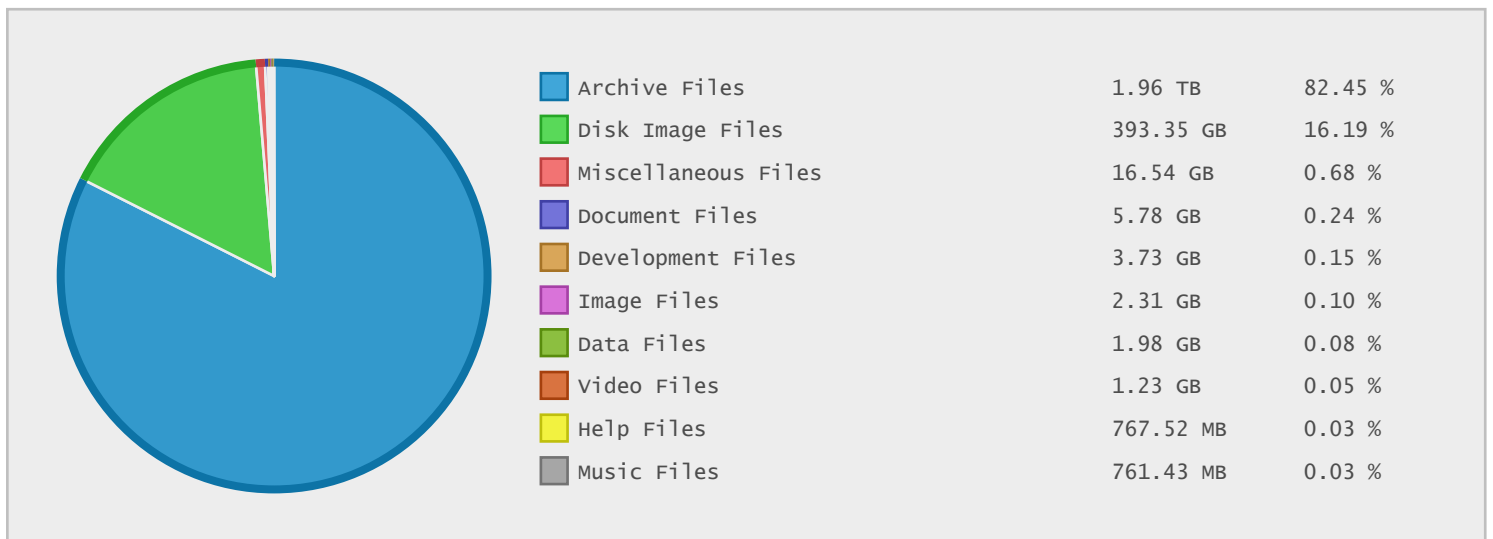 Archive Files 1.96 TB 82.45 %
Disk Image Files 393.35 GB 16.19 %
Miscellaneous Files 16.54 GB 0.68 %
Document Files 5.78 GB 0.24 %
Development Files 3.73 GB 0.15 %
Image Files 2.31 GB 0.10 %
Data Files 1.98 GB 0.08 %
Video Files 1.23 GB 0.05 %
Help Files 767.52 MB 0.03 %
Music Files 761.43 MB 0.03 %